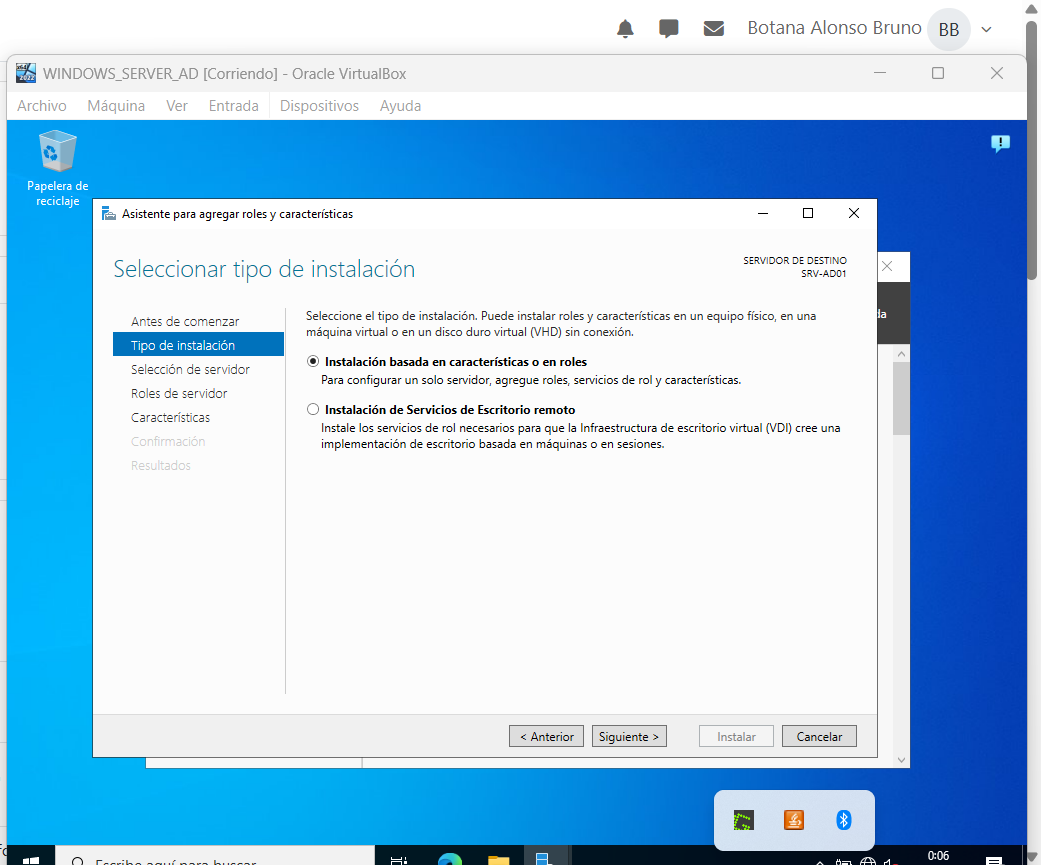 Botana Alonso Bruno
BB
WINDOWS_SERVER_AD [Corriendo] - Oracle VirtualBox
Archivo Máquina Ver Entrada Dispositivos Ayuda
Papelera de
reciclaje
Asistente para agregar roles y características
Seleccionar tipo de instalación
SERVIDOR DE DESTINO
SRV-AD01
Antes de comenzar
Tipo de instalación
Selección de servidor
Roles de servidor
Características
Confirmación
Resultados
Seleccione el tipo de instalación. Puede instalar roles y características en un equipo físico, en una
máquina virtual o en un disco duro virtual (VHD) sin conexión.
Instalación basada en características o en roles
Para configurar un solo servidor, agregue roles, servicios de rol y características.
Instalación de Servicios de Escritorio remoto
Instale los servicios de rol necesarios para que la Infraestructura de escritorio virtual (VDI) cree una
implementación de escritorio basada en máquinas o en sesiones.
da
< Anterior
Siguiente >
Instalar
Cancelar
Escribe aquí para buscar
0:06